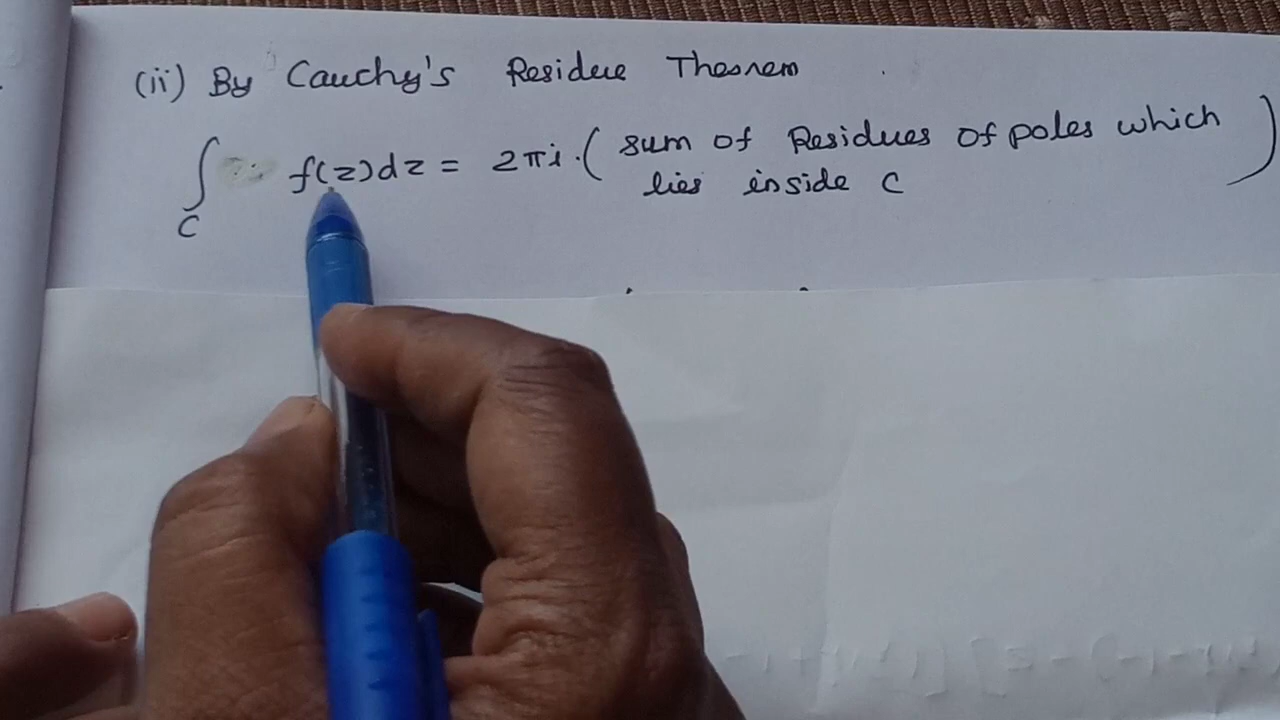 (ii) By Cauchy's Residue Theorem
∫ f(z)dz = 2πi · ( sum of Residues of poles which )
C lies inside C